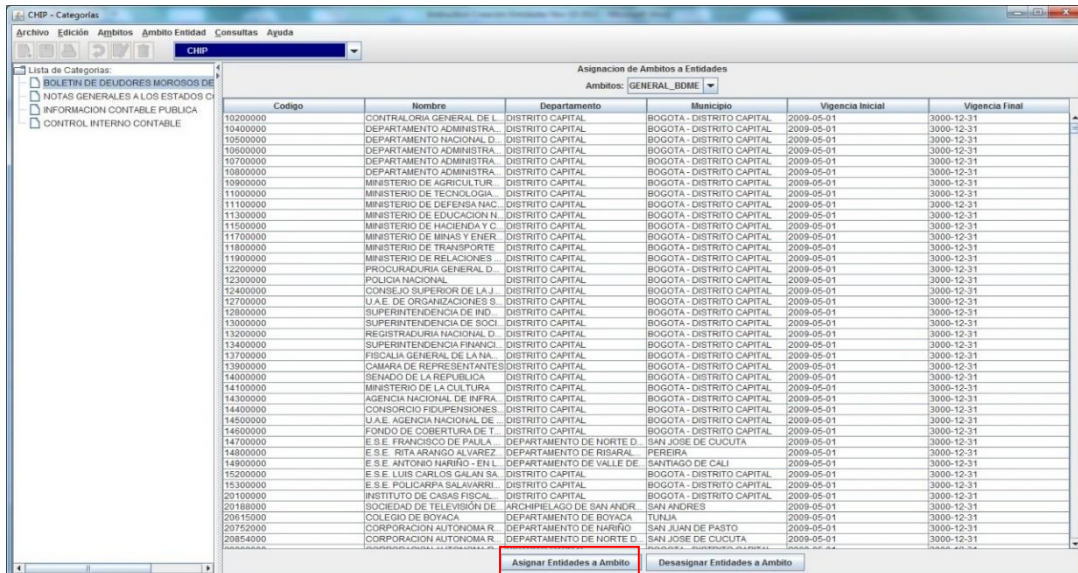 CHIP - Categorías
Archivo Edición Ambitos Ambito Entidad Consultas Ayuda
CHIP
Lista de Categorias:
BOLETIN DE DEUDORES MOROSOS DE
NOTAS GENERALES A LOS ESTADOS C
INFORMACION CONTABLE PUBLICA
CONTROL INTERNO CONTABLE
Asignacion de Ambitos a Entidades
Ambitos: GENERAL_BDME
Codigo Nombre Departamento Municipio Vigencia Inicial Vigencia Final
10200000 CONTRALORIA GENERAL DE L... DISTRITO CAPITAL BOGOTA - DISTRITO CAPITAL 2009-05-01 3000-12-31
10400000 DEPARTAMENTO ADMINISTRA... DISTRITO CAPITAL BOGOTA - DISTRITO CAPITAL 2009-05-01 3000-12-31
10500000 DEPARTAMENTO NACIONAL D... DISTRITO CAPITAL BOGOTA - DISTRITO CAPITAL 2009-05-01 3000-12-31
10600000 DEPARTAMENTO ADMINISTRA... DISTRITO CAPITAL BOGOTA - DISTRITO CAPITAL 2009-05-01 3000-12-31
10700000 DEPARTAMENTO ADMINISTRA... DISTRITO CAPITAL BOGOTA - DISTRITO CAPITAL 2009-05-01 3000-12-31
10800000 DEPARTAMENTO ADMINISTRA... DISTRITO CAPITAL BOGOTA - DISTRITO CAPITAL 2009-05-01 3000-12-31
10900000 MINISTERIO DE AGRICULTUR... DISTRITO CAPITAL BOGOTA - DISTRITO CAPITAL 2009-05-01 3000-12-31
11000000 MINISTERIO DE TECNOLOGIA... DISTRITO CAPITAL BOGOTA - DISTRITO CAPITAL 2009-05-01 3000-12-31
11100000 MINISTERIO DE DEFENSA NAC... DISTRITO CAPITAL BOGOTA - DISTRITO CAPITAL 2009-05-01 3000-12-31
11300000 MINISTERIO DE EDUCACION N... DISTRITO CAPITAL BOGOTA - DISTRITO CAPITAL 2009-05-01 3000-12-31
11500000 MINISTERIO DE HACIENDA Y C... DISTRITO CAPITAL BOGOTA - DISTRITO CAPITAL 2009-05-01 3000-12-31
11700000 MINISTERIO DE MINAS Y ENER... DISTRITO CAPITAL BOGOTA - DISTRITO CAPITAL 2009-05-01 3000-12-31
11800000 MINISTERIO DE TRANSPORTE DISTRITO CAPITAL BOGOTA - DISTRITO CAPITAL 2009-05-01 3000-12-31
11900000 MINISTERIO DE RELACIONES ... DISTRITO CAPITAL BOGOTA - DISTRITO CAPITAL 2009-05-01 3000-12-31
12200000 PROCURADURIA GENERAL D... DISTRITO CAPITAL BOGOTA - DISTRITO CAPITAL 2009-05-01 3000-12-31
12300000 POLICIA NACIONAL DISTRITO CAPITAL BOGOTA - DISTRITO CAPITAL 2009-05-01 3000-12-31
12400000 CONSEJO SUPERIOR DE LA J... DISTRITO CAPITAL BOGOTA - DISTRITO CAPITAL 2009-05-01 3000-12-31
12700000 U.A.E. DE ORGANIZACIONES S... DISTRITO CAPITAL BOGOTA - DISTRITO CAPITAL 2009-05-01 3000-12-31
12800000 SUPERINTENDENCIA DE IND... DISTRITO CAPITAL BOGOTA - DISTRITO CAPITAL 2009-05-01 3000-12-31
13000000 SUPERINTENDENCIA DE SOCI... DISTRITO CAPITAL BOGOTA - DISTRITO CAPITAL 2009-05-01 3000-12-31
13200000 REGISTRADURIA NACIONAL D... DISTRITO CAPITAL BOGOTA - DISTRITO CAPITAL 2009-05-01 3000-12-31
13400000 SUPERINTENDENCIA FINANCI... DISTRITO CAPITAL BOGOTA - DISTRITO CAPITAL 2009-05-01 3000-12-31
13700000 FISCALIA GENERAL DE LA NA... DISTRITO CAPITAL BOGOTA - DISTRITO CAPITAL 2009-05-01 3000-12-31
13900000 CAMARA DE REPRESENTANTES DISTRITO CAPITAL BOGOTA - DISTRITO CAPITAL 2009-05-01 3000-12-31
14000000 SENADO DE LA REPUBLICA DISTRITO CAPITAL BOGOTA - DISTRITO CAPITAL 2009-05-01 3000-12-31
14100000 MINISTERIO DE LA CULTURA DISTRITO CAPITAL BOGOTA - DISTRITO CAPITAL 2009-05-01 3000-12-31
14300000 AGENCIA NACIONAL DE INFRA... DISTRITO CAPITAL BOGOTA - DISTRITO CAPITAL 2009-05-01 3000-12-31
14400000 CONSORCIO FIDUPENSIONES... DISTRITO CAPITAL BOGOTA - DISTRITO CAPITAL 2009-05-01 3000-12-31
14500000 U.A.E. AGENCIA NACIONAL DE ... DISTRITO CAPITAL BOGOTA - DISTRITO CAPITAL 2009-05-01 3000-12-31
14600000 FONDO DE COBERTURA DE T... DISTRITO CAPITAL BOGOTA - DISTRITO CAPITAL 2009-05-01 3000-12-31
14700000 E.S.E. FRANCISCO DE PAULA ... DEPARTAMENTO DE NORTE D... SAN JOSE DE CUCUTA 2009-05-01 3000-12-31
14800000 E.S.E. RITA ARANGO ALVAREZ... DEPARTAMENTO DE RISARAL... PEREIRA 2009-05-01 3000-12-31
14900000 E.S.E. ANTONIO NARIÑO - EN L... DEPARTAMENTO DE VALLE DE... SANTIAGO DE CALI 2009-05-01 3000-12-31
15200000 E.S.E. LUIS CARLOS GALAN SA... DISTRITO CAPITAL BOGOTA - DISTRITO CAPITAL 2009-05-01 3000-12-31
15300000 E.S.E. POLICARPA SALAVARRI... DISTRITO CAPITAL BOGOTA - DISTRITO CAPITAL 2009-05-01 3000-12-31
20100000 INSTITUTO DE CASAS FISCAL... DISTRITO CAPITAL BOGOTA - DISTRITO CAPITAL 2009-05-01 3000-12-31
20188000 SOCIEDAD DE TELEVISIÓN DE... ARCHIPIELAGO DE SAN ANDR... SAN ANDRES 2009-05-01 3000-12-31
20615000 COLEGIO DE BOYACA DEPARTAMENTO DE BOYACA TUNJA 2009-05-01 3000-12-31
20752000 CORPORACION AUTONOMA R... DEPARTAMENTO DE NARIÑO SAN JUAN DE PASTO 2009-05-01 3000-12-31
20854000 CORPORACION AUTONOMA R... DEPARTAMENTO DE NORTE D... SAN JOSE DE CUCUTA 2009-05-01 3000-12-31
Asignar Entidades a Ambito Desasignar Entidades a Ambito